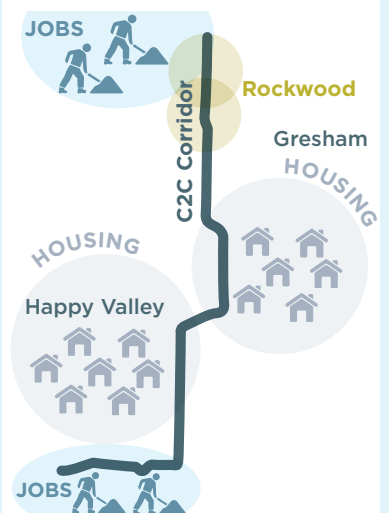 JOBS
Rockwood
C2C Corridor
Gresham
HOUSING
HOUSING
Happy Valley
JOBS